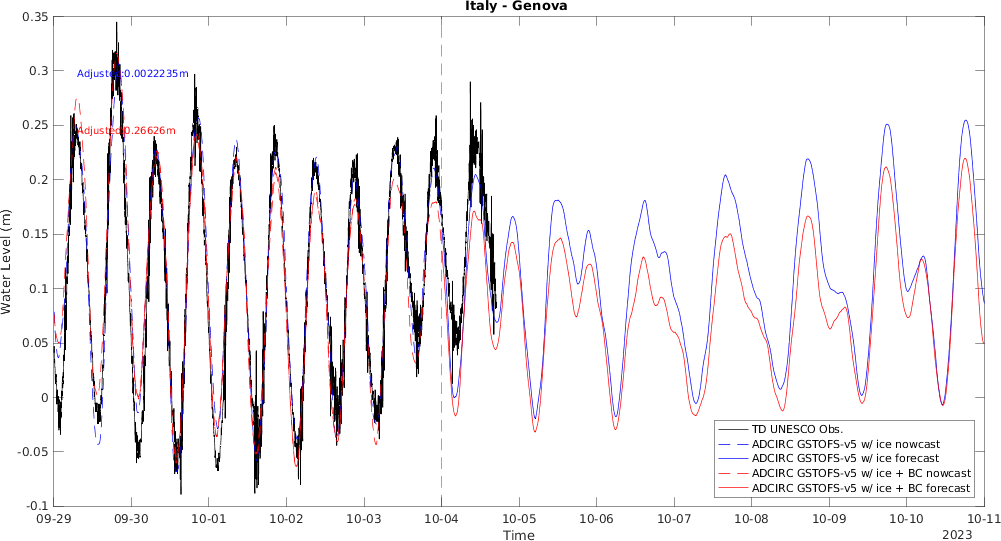 Italy - Genova
Water Level (m)
0.35
0.3
0.25
0.2
0.15
0.1
0.05
0
-0.05
-0.1
Adjusted:0.0022235m
Adjusted:0.26626m
TD UNESCO Obs.
ADCIRC GSTOFS-v5 w/ ice nowcast
ADCIRC GSTOFS-v5 w/ ice forecast
ADCIRC GSTOFS-v5 w/ ice + BC nowcast
ADCIRC GSTOFS-v5 w/ ice + BC forecast
09-29 09-30 10-01 10-02 10-03 10-04 10-05 10-06 10-07 10-08 10-09 10-10 10-11
Time
2023